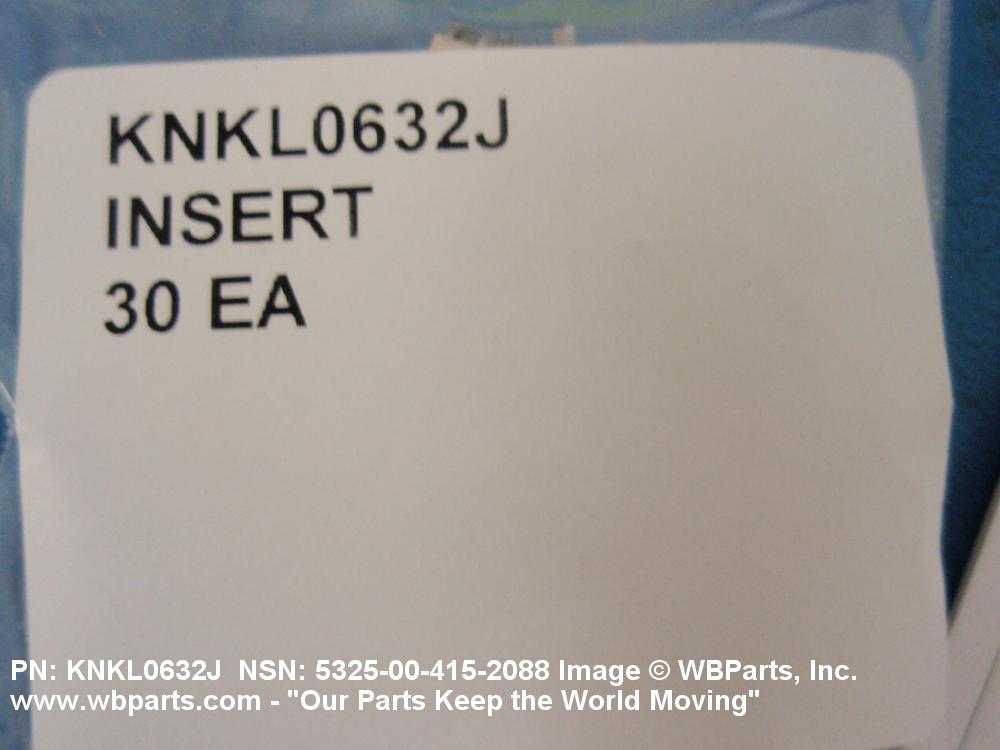 KNKL0632J
INSERT
30 EA
PN: KNKL0632J  NSN: 5325-00-415-2088 Image © WBParts, Inc.
www.wbparts.com - "Our Parts Keep the World Moving"